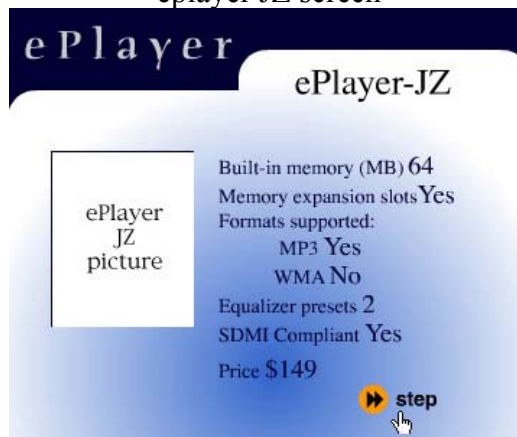 eplayer JZ screen
ePlayer
ePlayer-JZ
ePlayer
JZ
picture
Built-in memory (MB) 64
Memory expansion slots Yes
Formats supported:
MP3 Yes
WMA No
Equalizer presets 2
SDMI Compliant Yes
Price $149
step